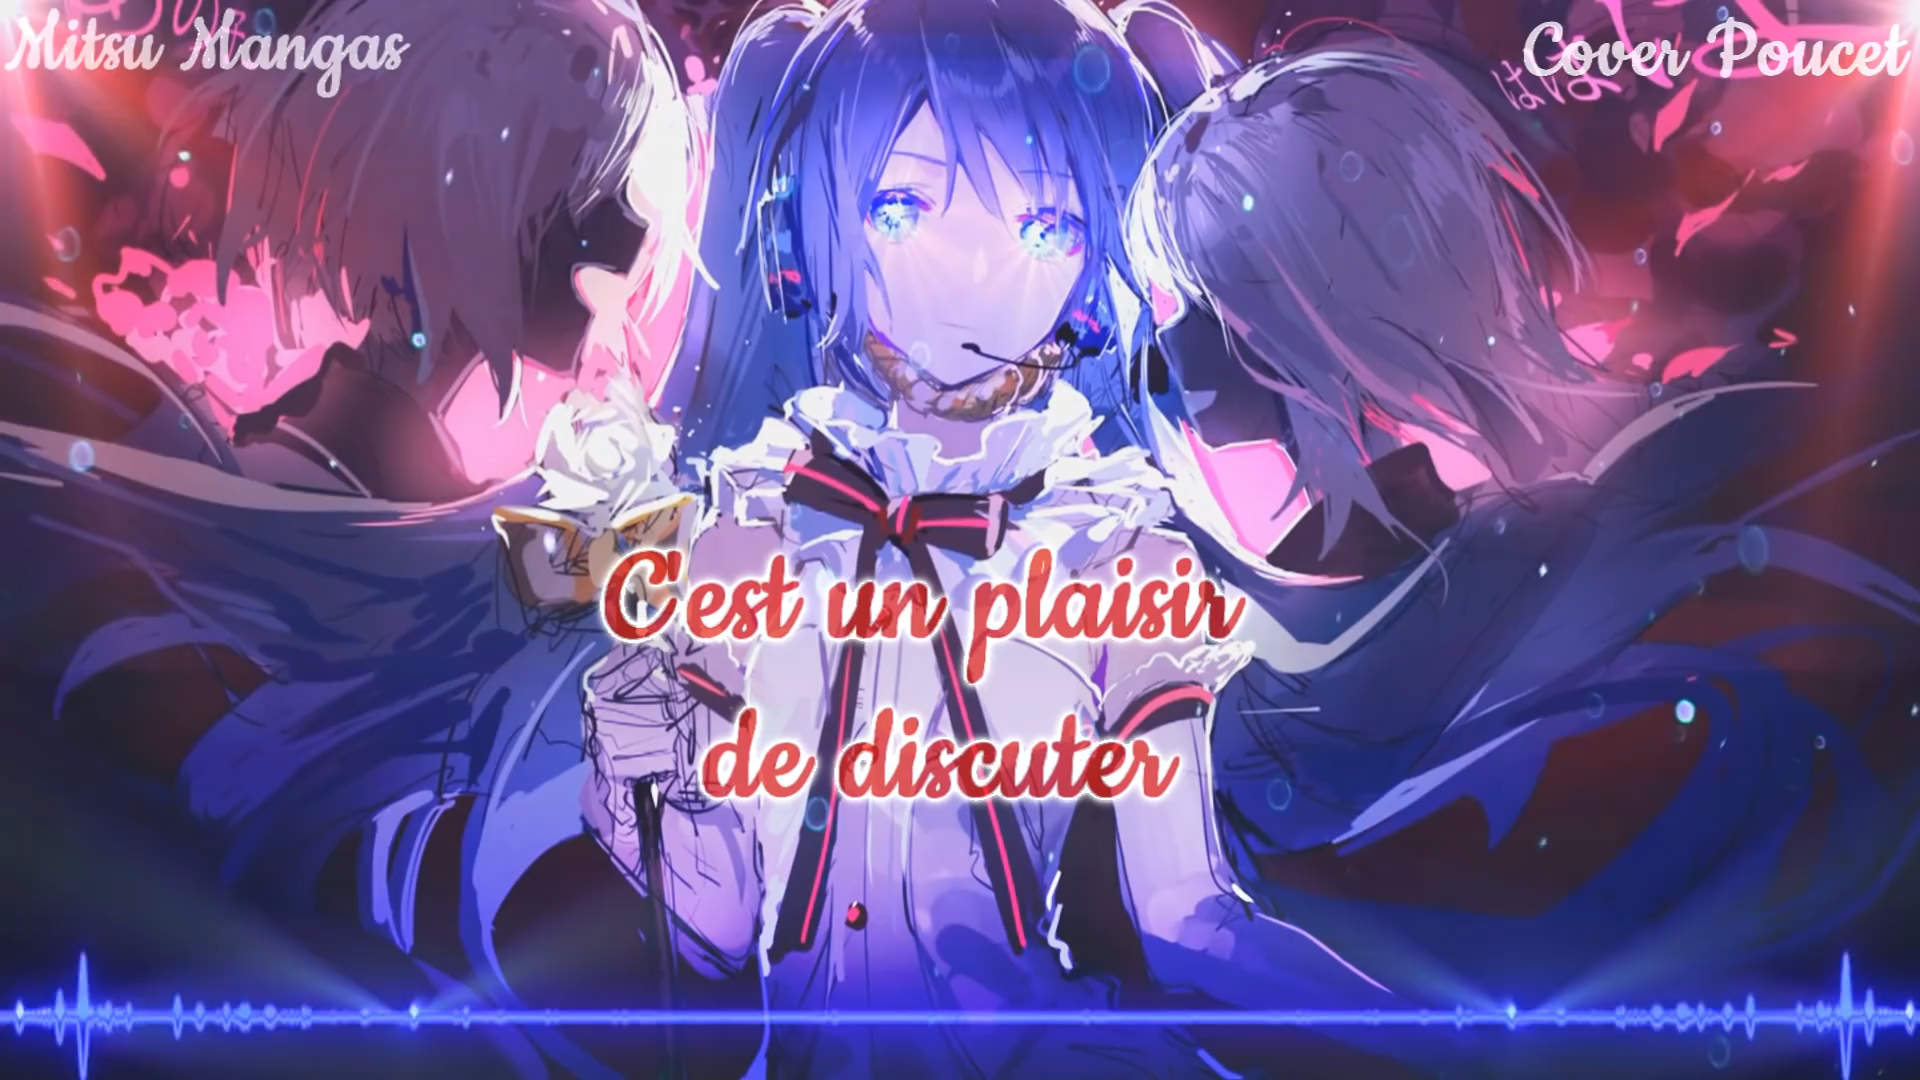 Mitsu Mangas
Cover Poucet
C'est un plaisir
de discuter